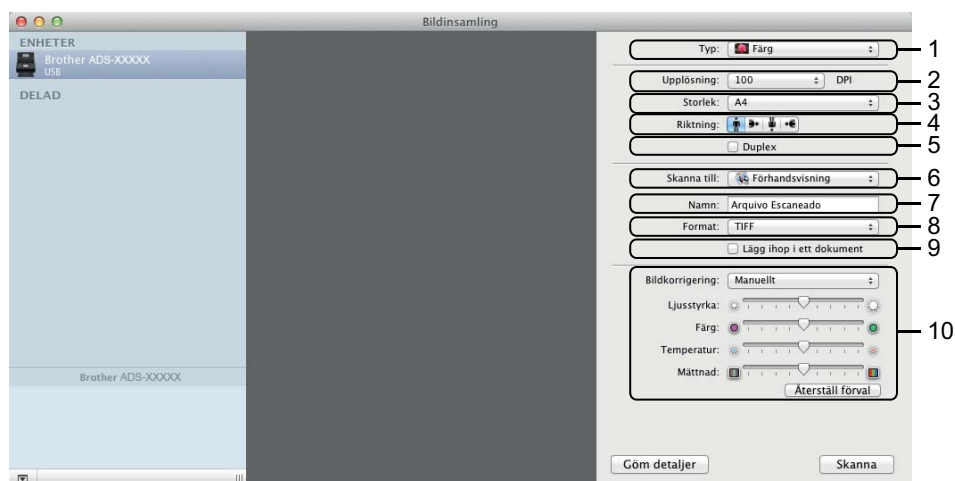 Bildinsamling
ENHETER
Brother ADS-XXXXX
USB
DELAD
Brother ADS-XXXXX
Typ: Färg 1
Upplösning: 100 DPI 2
Storlek: A4 3
Riktning: 4
Duplex 5
Skanna till: Förhandsvisning 6
Namn: Arquivo Escaneado 7
Format: TIFF 8
Lägg ihop i ett dokument 9
Bildkorrigering: Manuellt
Ljusstyrka:
Färg: 10
Temperatur:
Mättnad:
Återställ förval
Göm detaljer Skanna